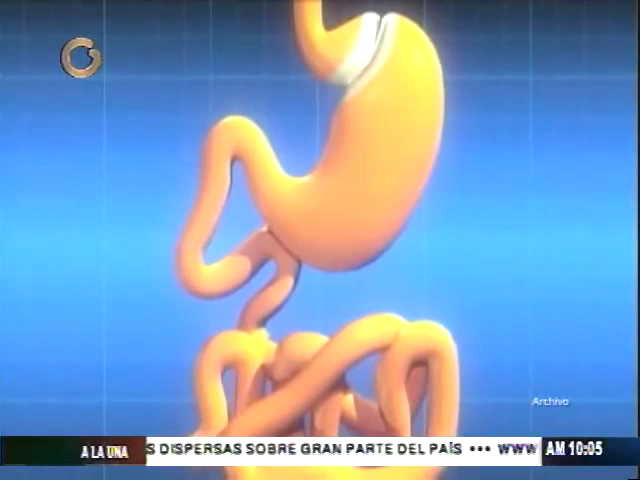 Archivo
A LA UNA
S DISPERSAS SOBRE GRAN PARTE DEL PAÍS ••• WWW
AM 10:05